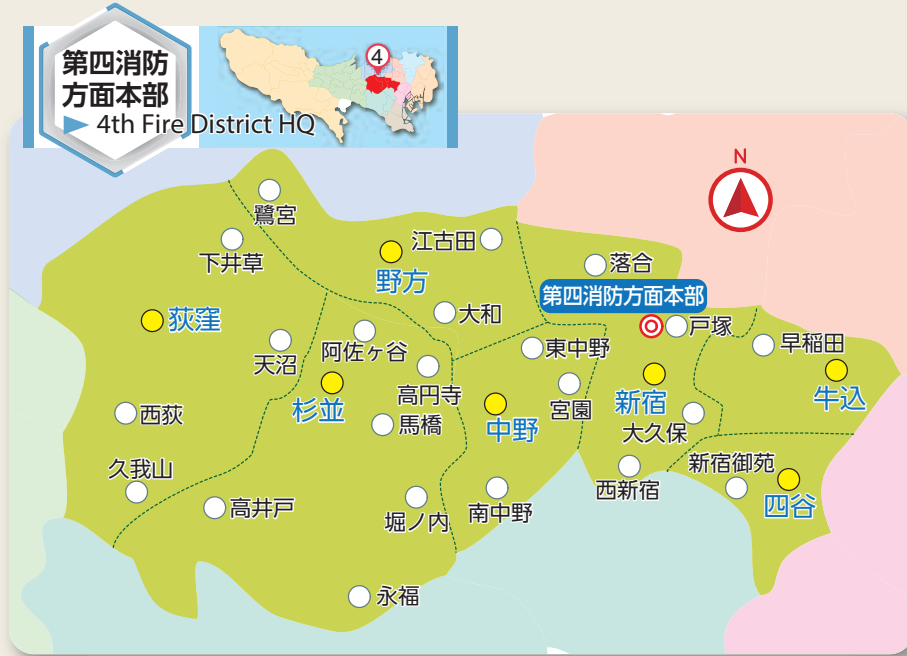 第四消防
方面本部
4th Fire District HQ
4
N
鷺宮
下井草
江古田
野方
落合
第四消防方面本部
荻窪
大和
戸塚
天沼
阿佐ヶ谷
東中野
早稲田
高円寺
牛込
杉並
宮園
新宿
西荻
馬橋
中野
大久保
久我山
西新宿
新宿御苑
高井戸
堀ノ内
南中野
四谷
永福